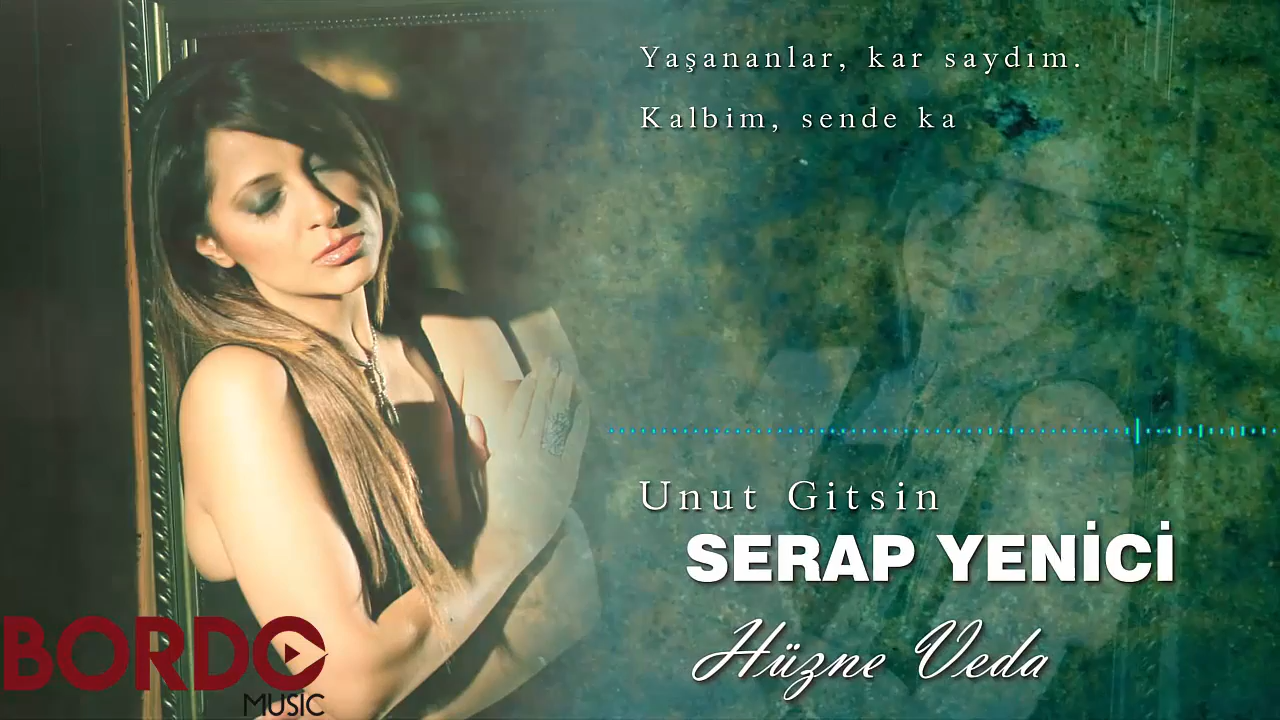 Yaşananlar, kar saydım.
Kalbim, sende ka
Unut Gitsin
SERAP YENİCİ
Hüzne Veda
BORDO
MUSIC